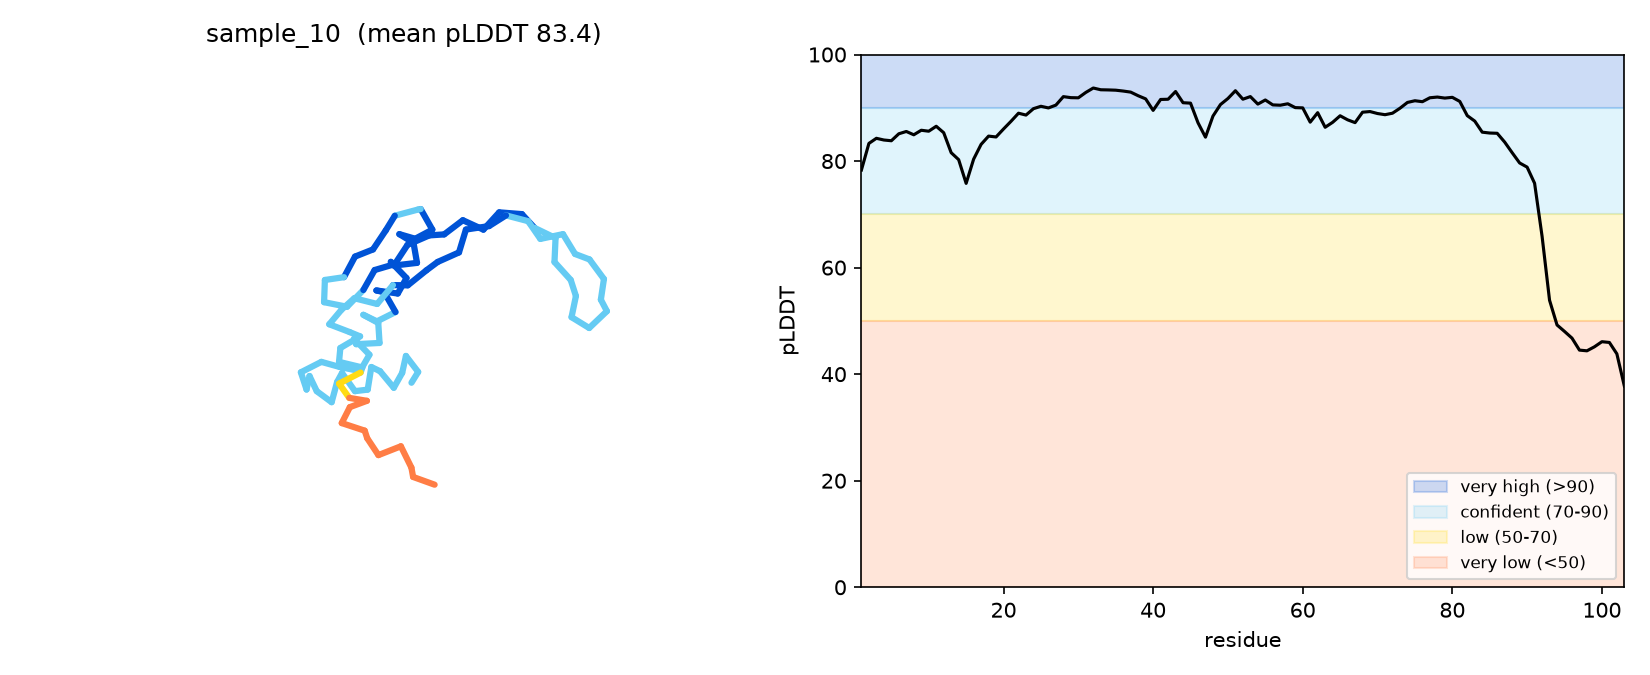 sample_10 (mean pLDDT 83.4)
100
80
60
40
20
0
pLDDT
20 40 60 80 100
residue
very high (>90)
confident (70-90)
low (50-70)
very low (<50)